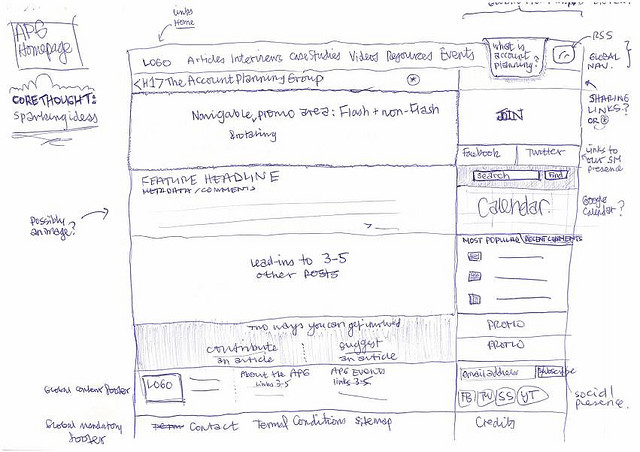 APG
Homepage
Links
Home
CORE THOUGHT:
Sparking ideas
LOGO Articles Interviews Case Studies Videos Resources Events
What is
account
planning?
RSS
GLOBAL
NAV.
<H1> The Account Planning Group
SHARING
LINKS?
OR
Navigable promo area: Flash + non-Flash
Rotating
JOIN
Facebook Twitter
Links to
your SM
presence
FEATURE HEADLINE
METADATA / COMMENTS
Search Find
Calendar
Google
Calendar?
Possibly
an image?
MOST POPULAR RECENT COMMENTS
Lead-ins to 3-5
other posts
PROMO
PROMO
Two ways you can get involved
contribute
an article
suggest
an article
Global content footer
LOGO
About the APG
links 3-5
APG EVENTS
links 3-5
Email address Subscribe
FB TW SS YT
social
presence.
Global mandatory
footer
Contact Terms Conditions Sitemap
Credits